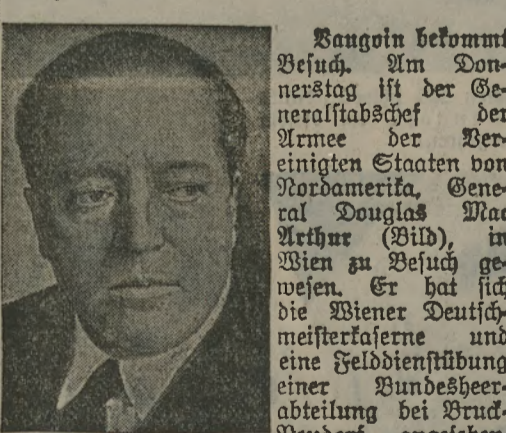 Vaugoin bekommt
Besuch. Am Don-
nerstag ist der Ge-
neralstabschef der
Armee der Ver-
einigten Staaten von
Nordamerika, Gene-
ral Douglas Mac
Arthur (Bild), in
Wien zu Besuch ge-
wesen. Er hat sich
die Wiener Deutsch-
meisterkaserne und
eine Felddienstübung
einer Bundesheer-
abteilung bei Bruck-
angesehen